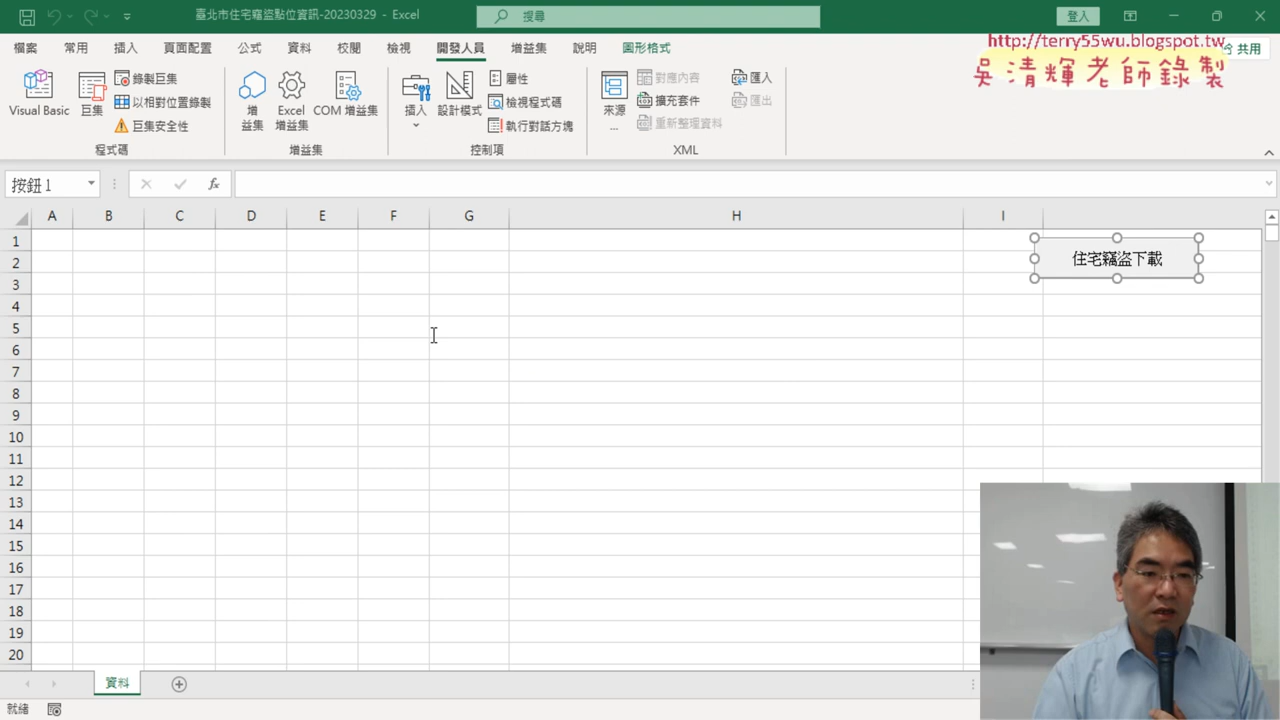 臺北市住宅竊盜點位資訊-20230329 - Excel
搜尋
登入
檔案 常用 插入 頁面配置 公式 資料 校閱 檢視 開發人員 增益集 說明 圖形格式
http://terry55wu.blogspot.tw
共用
吳清輝老師錄製
Visual Basic
巨集
錄製巨集
以相對位置錄製
巨集安全性
程式碼
增
益集
Excel
增益集
COM 增益集
增益集
插入
設計模式
屬性
檢視程式碼
執行對話方塊
控制項
來源
...
對應內容
擴充套件
重新整理資料
匯入
匯出
XML
按鈕 1
fx
A B C D E F G H I
1
2
3
4
5
6
7
8
9
10
11
12
13
14
15
16
17
18
19
20
住宅竊盜下載
資料
就緒